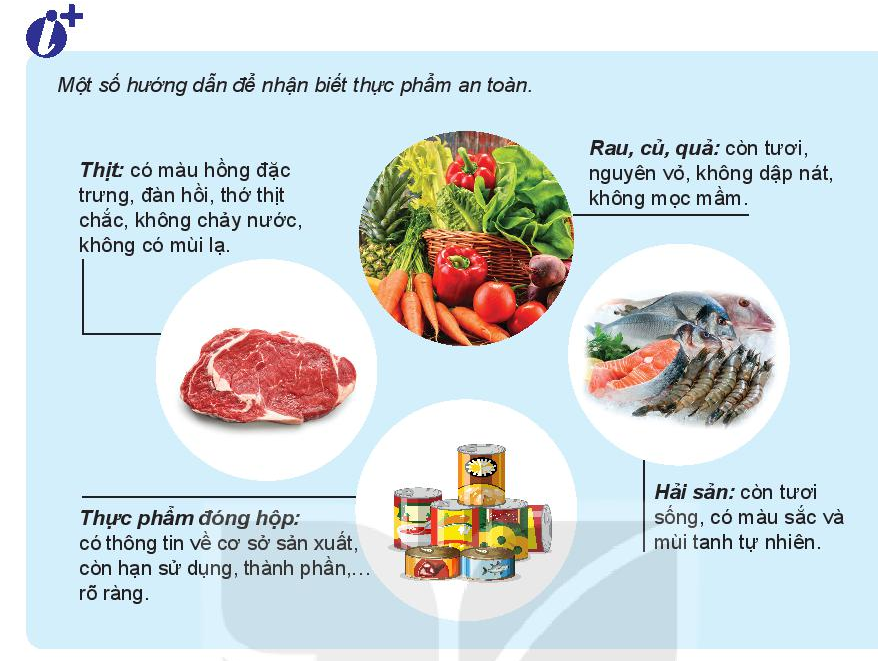 i+
Một số hướng dẫn để nhận biết thực phẩm an toàn.
Thịt: có màu hồng đặc
trưng, đàn hồi, thớ thịt
chắc, không chảy nước,
không có mùi lạ.
Rau, củ, quả: còn tươi,
nguyên vỏ, không dập nát,
không mọc mầm.
Thực phẩm đóng hộp:
có thông tin về cơ sở sản xuất,
còn hạn sử dụng, thành phần,...
rõ ràng.
Hải sản: còn tươi
sống, có màu sắc và
mùi tanh tự nhiên.